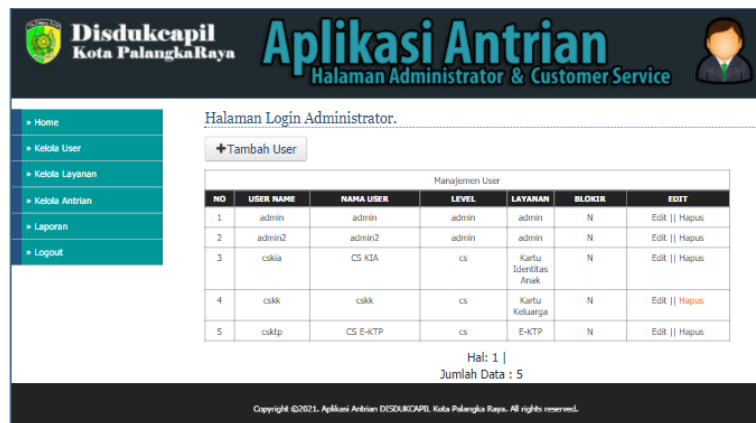 Disdukcapil
Kota PalangkaRaya
Aplikasi Antrian
Halaman Administrator & Customer Service
» Home
» Kelola User
» Kelola Layanan
» Kelola Antrian
» Laporan
» Logout
Halaman Login Administrator.
+Tambah User
Manajemen User
NO USER NAME NAMA USER LEVEL LAYANAN BLOKIR EDIT
1 admin admin admin admin N Edit || Hapus
2 admin2 admin2 admin admin N Edit || Hapus
3 cskia CS KIA cs Kartu Identitas Anak N Edit || Hapus
4 cskk cskk cs Kartu Keluarga N Edit || Hapus
5 csktp CS E-KTP cs E-KTP N Edit || Hapus
Hal: 1 |
Jumlah Data : 5
Copyright ©2021. Aplikasi Antrian DISDUKCAPIL Kota Palangka Raya. All rights reserved.